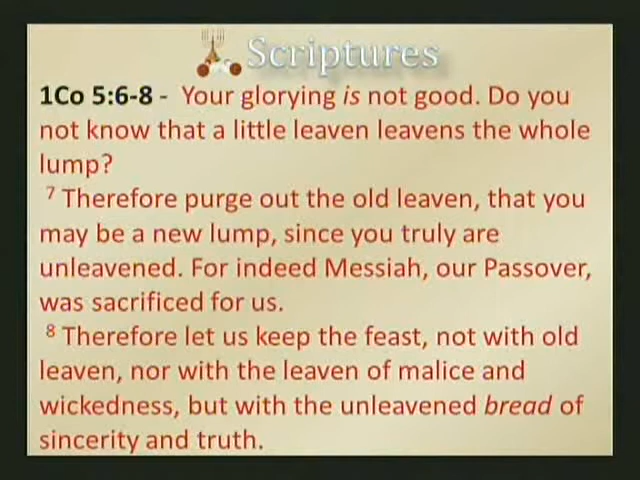 Scriptures
1Co 5:6-8 - Your glorying is not good. Do you
not know that a little leaven leavens the whole
lump?
7 Therefore purge out the old leaven, that you
may be a new lump, since you truly are
unleavened. For indeed Messiah, our Passover,
was sacrificed for us.
8 Therefore let us keep the feast, not with old
leaven, nor with the leaven of malice and
wickedness, but with the unleavened bread of
sincerity and truth.